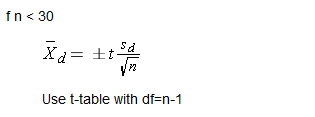 f n < 30
X̄d = ±t sd/√n
Use t-table with df=n-1